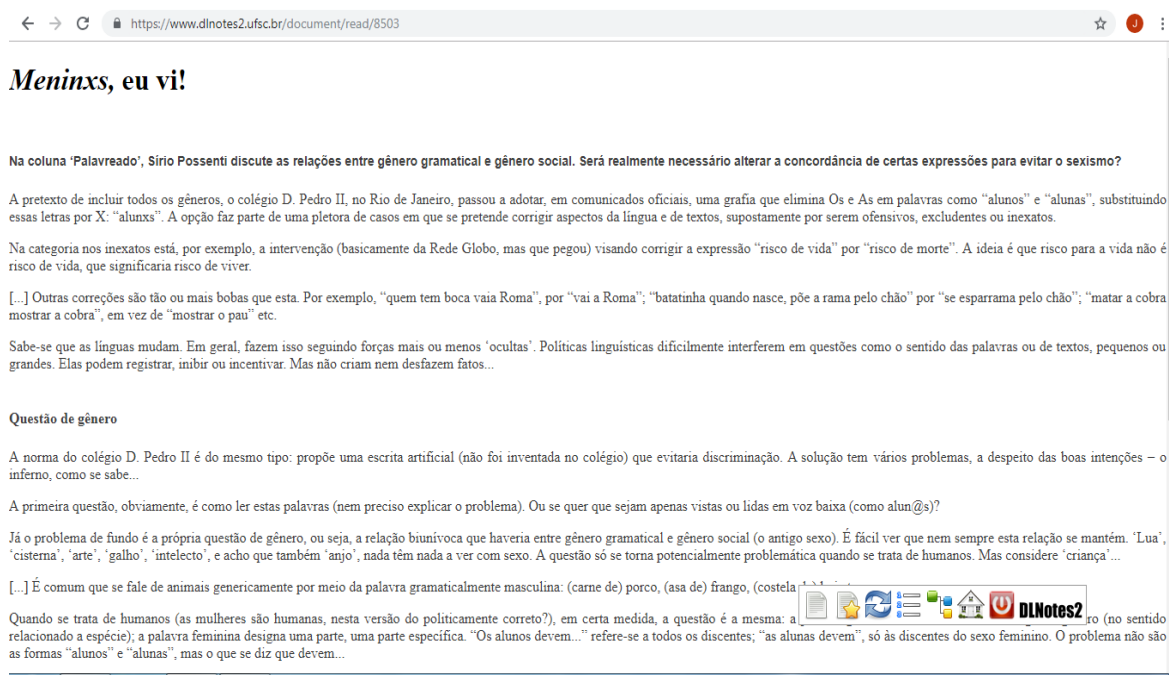 https://www.dlnotes2.ufsc.br/document/read/8503
J
Meninxs, eu vi!
Na coluna ‘Palavreado’, Sírio Possenti discute as relações entre gênero gramatical e gênero social. Será realmente necessário alterar a concordância de certas expressões para evitar o sexismo?
A pretexto de incluir todos os gêneros, o colégio D. Pedro II, no Rio de Janeiro, passou a adotar, em comunicados oficiais, uma grafia que elimina Os e As em palavras como “alunos” e “alunas”, substituindo
essas letras por X: “alunxs”. A opção faz parte de uma pletora de casos em que se pretende corrigir aspectos da língua e de textos, supostamente por serem ofensivos, excludentes ou inexatos.
Na categoria nos inexatos está, por exemplo, a intervenção (basicamente da Rede Globo, mas que pegou) visando corrigir a expressão “risco de vida” por “risco de morte”. A ideia é que risco para a vida não é
risco de vida, que significaria risco de viver.
[...] Outras correções são tão ou mais bobas que esta. Por exemplo, “quem tem boca vaia Roma”, por “vai a Roma”; “batatinha quando nasce, põe a rama pelo chão” por “se esparrama pelo chão”; “matar a cobra
mostrar a cobra”, em vez de “mostrar o pau” etc.
Sabe-se que as línguas mudam. Em geral, fazem isso seguindo forças mais ou menos ‘ocultas’. Políticas linguísticas dificilmente interferem em questões como o sentido das palavras ou de textos, pequenos ou
grandes. Elas podem registrar, inibir ou incentivar. Mas não criam nem desfazem fatos...
Questão de gênero
A norma do colégio D. Pedro II é do mesmo tipo: propõe uma escrita artificial (não foi inventada no colégio) que evitaria discriminação. A solução tem vários problemas, a despeito das boas intenções – o
inferno, como se sabe...
A primeira questão, obviamente, é como ler estas palavras (nem preciso explicar o problema). Ou se quer que sejam apenas vistas ou lidas em voz baixa (como alun@s)?
Já o problema de fundo é a própria questão de gênero, ou seja, a relação biunívoca que haveria entre gênero gramatical e gênero social (o antigo sexo). É fácil ver que nem sempre esta relação se mantém. ‘Lua’,
‘cisterna’, ‘arte’, ‘galho’, ‘intelecto’, e acho que também ‘anjo’, nada têm nada a ver com sexo. A questão só se torna potencialmente problemática quando se trata de humanos. Mas considere ‘criança’...
[...] É comum que se fale de animais genericamente por meio da palavra gramaticalmente masculina: (carne de) porco, (asa de) frango, (costela
DLNotes2
Quando se trata de humanos (as mulheres são humanas, nesta versão do politicamente correto?), em certa medida, a questão é a mesma: a ro (no sentido
relacionado a espécie); a palavra feminina designa uma parte, uma parte específica. “Os alunos devem...” refere-se a todos os discentes; “as alunas devem”, só às discentes do sexo feminino. O problema não são
as formas “alunos” e “alunas”, mas o que se diz que devem...